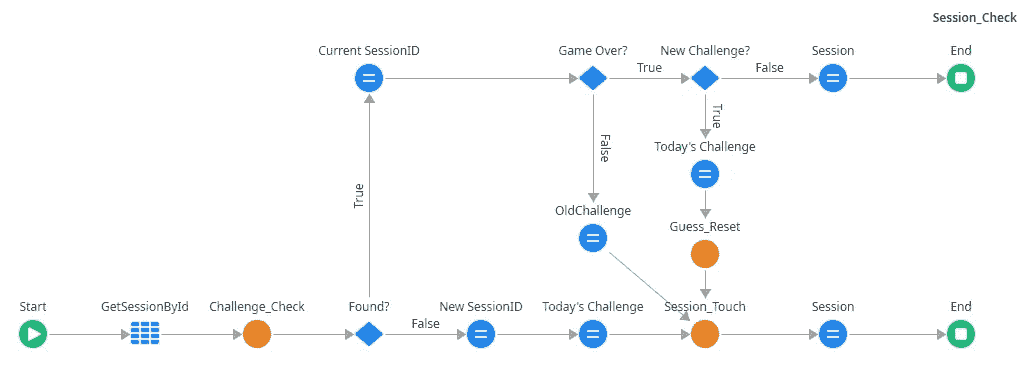 Session_Check
Current SessionID
Game Over?
New Challenge?
Session
End
True
False
True
False
Today's Challenge
True
OldChallenge
Guess_Reset
Start
GetSessionById
Challenge_Check
Found?
New SessionID
Today's Challenge
Session_Touch
Session
End
False